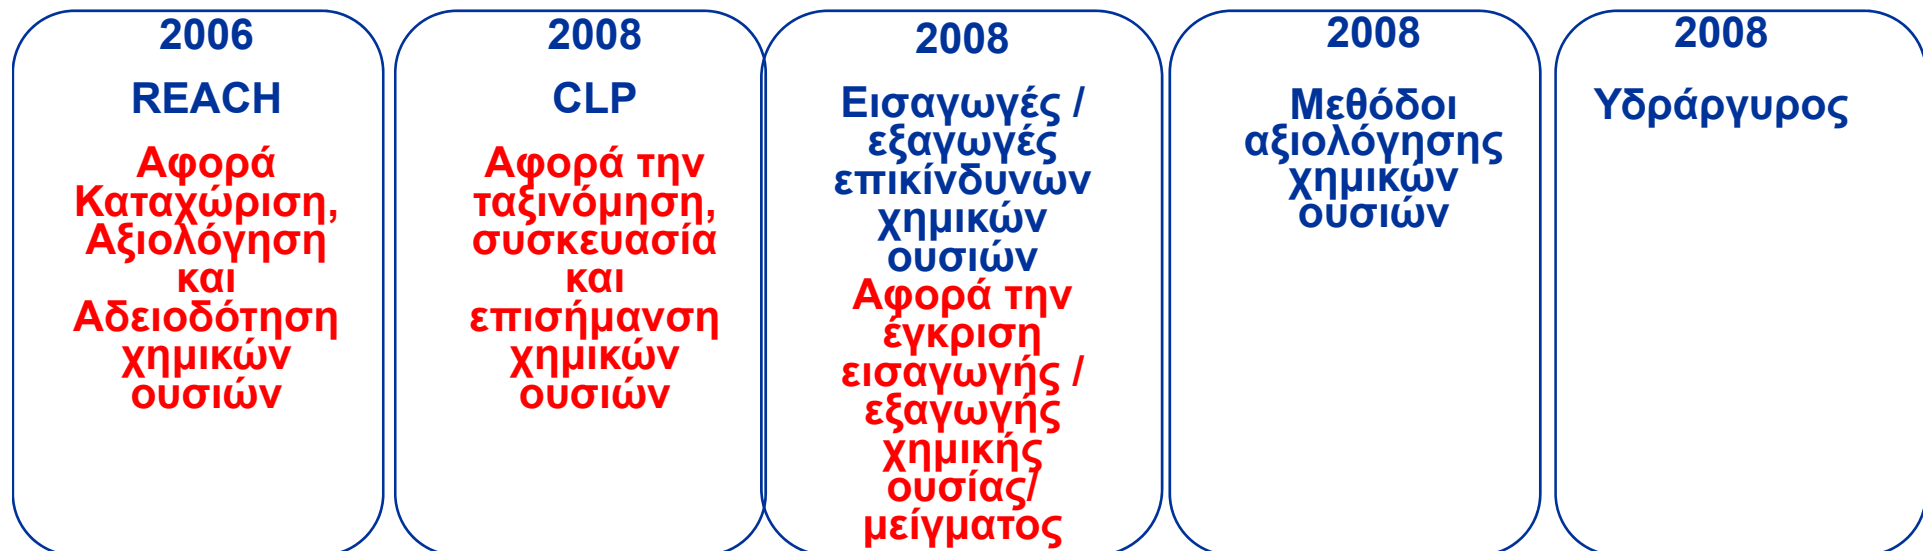 2006
REACH
Αφορά
Καταχώριση,
Αξιολόγηση
και
Αδειοδότηση
χημικών
ουσιών
2008
CLP
Αφορά την
ταξινόμηση,
συσκευασία
και
επισήμανση
χημικών
ουσιών
2008
Εισαγωγές /
εξαγωγές
επικίνδυνων
χημικών
ουσιών
Αφορά την
έγκριση
εισαγωγής /
εξαγωγής
χημικής
ουσίας/
μείγματος
2008
Μεθόδοι
αξιολόγησης
χημικών
ουσιών
2008
Υδράργυρος